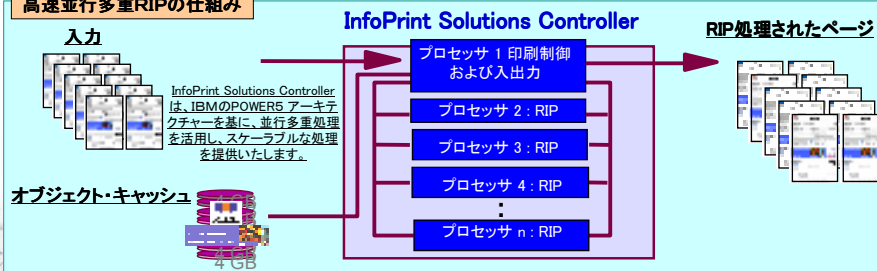 高速並行多重RIPの仕組み
入力
InfoPrint Solutions Controller
RIP処理されたページ
InfoPrint Solutions Controller
は、IBMのPOWER5 アーキテ
クチャーを基に、並行多重処理
を活用し、スケーラブルな処理
を提供いたします。
プロセッサ 1 印刷制御
および入出力
プロセッサ 2 : RIP
プロセッサ 3 : RIP
プロセッサ 4 : RIP
:
プロセッサ n : RIP
オブジェクト・キャッシュ
4 GB
4 GB